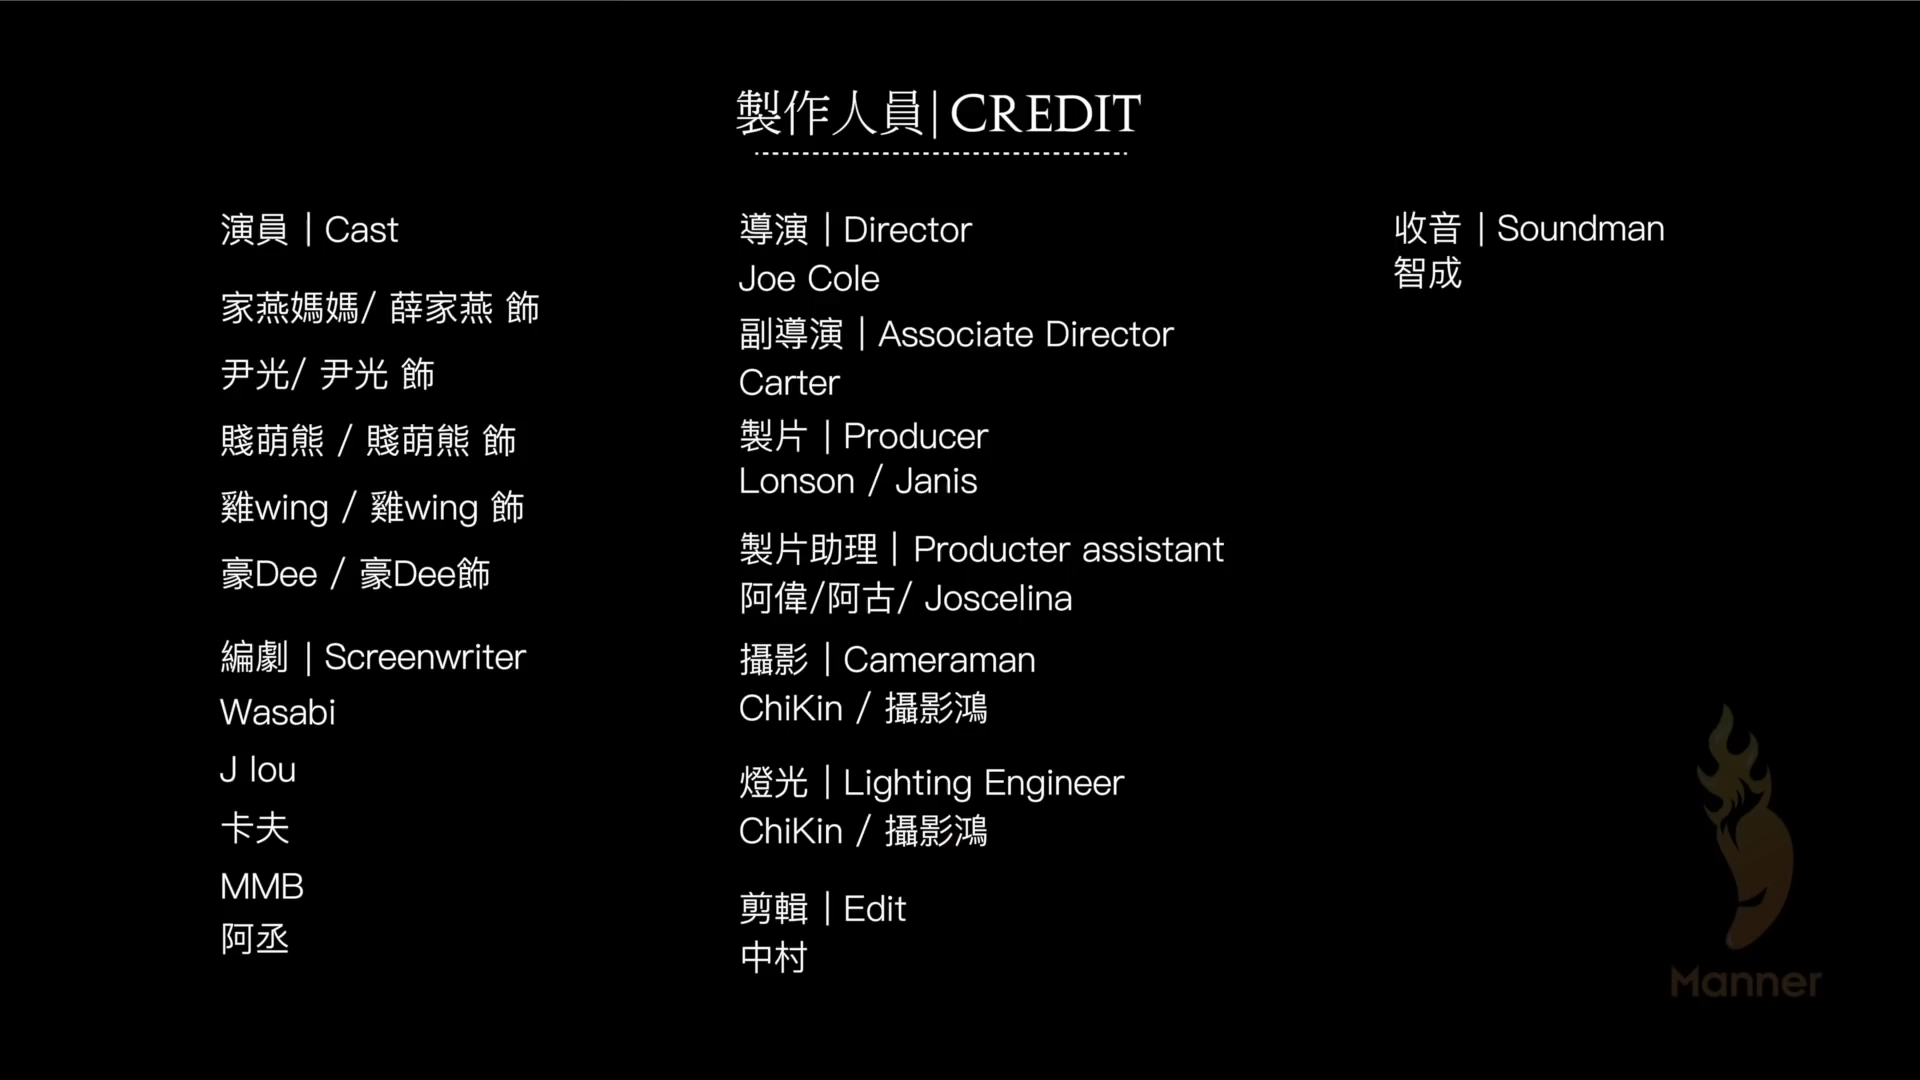 製作人員|CREDIT
演員 | Cast
家燕媽媽/ 薛家燕 飾
尹光/ 尹光 飾
賤萌熊 / 賤萌熊 飾
雞wing / 雞wing 飾
豪Dee / 豪Dee飾
編劇 | Screenwriter
Wasabi
J lou
卡夫
MMB
阿丞
導演 | Director
Joe Cole
副導演 | Associate Director
Carter
製片 | Producer
Lonson / Janis
製片助理 | Producter assistant
阿偉/阿古/ Joscelina
攝影 | Cameraman
ChiKin / 攝影鴻
燈光 | Lighting Engineer
ChiKin / 攝影鴻
剪輯 | Edit
中村
收音 | Soundman
智成
Manner